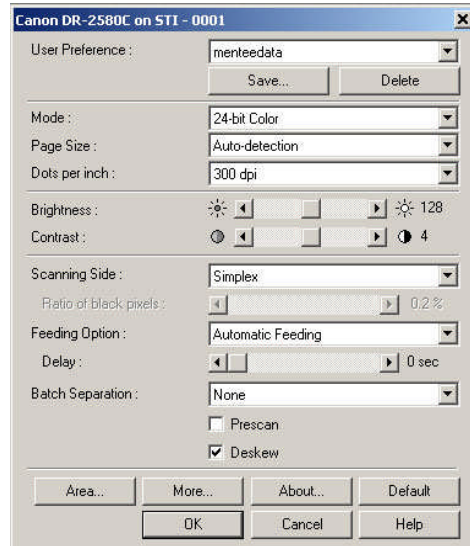 Canon DR-2580C on STI - 0001
User Preference : menteedata
Save... Delete
Mode : 24-bit Color
Page Size : Auto-detection
Dots per inch : 300 dpi
Brightness : 128
Contrast : 4
Scanning Side : Simplex
Ratio of black pixels : 0.2 %
Feeding Option : Automatic Feeding
Delay : 0 sec
Batch Separation : None
Prescan
Deskew
Area... More... About... Default
OK Cancel Help